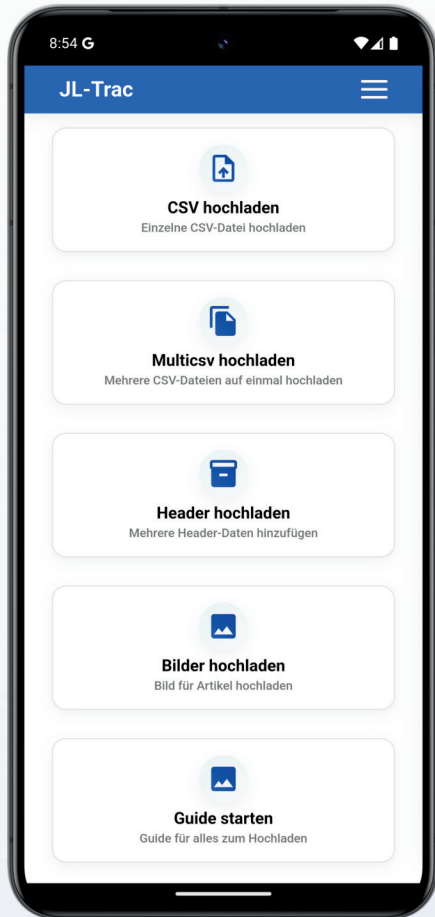 8:54 G
JL-Trac
CSV hochladen
Einzelne CSV-Datei hochladen
Multicsv hochladen
Mehrere CSV-Dateien auf einmal hochladen
Header hochladen
Mehrere Header-Daten hinzufügen
Bilder hochladen
Bild für Artikel hochladen
Guide starten
Guide für alles zum Hochladen